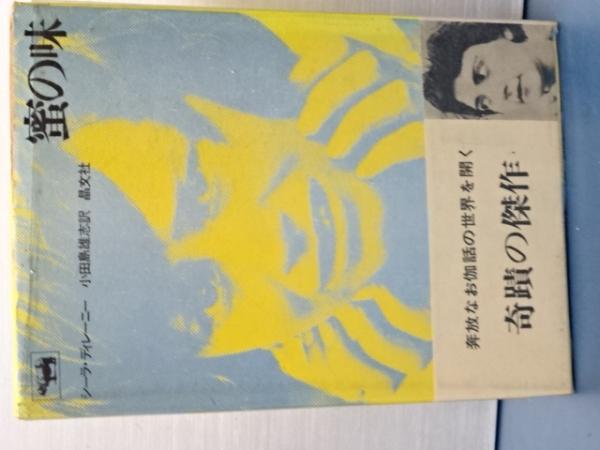 蜜の味
シーラ・ディレーニー 小田島雄志訳 晶文社
奔放なお伽話の世界を開く
奇蹟の傑作